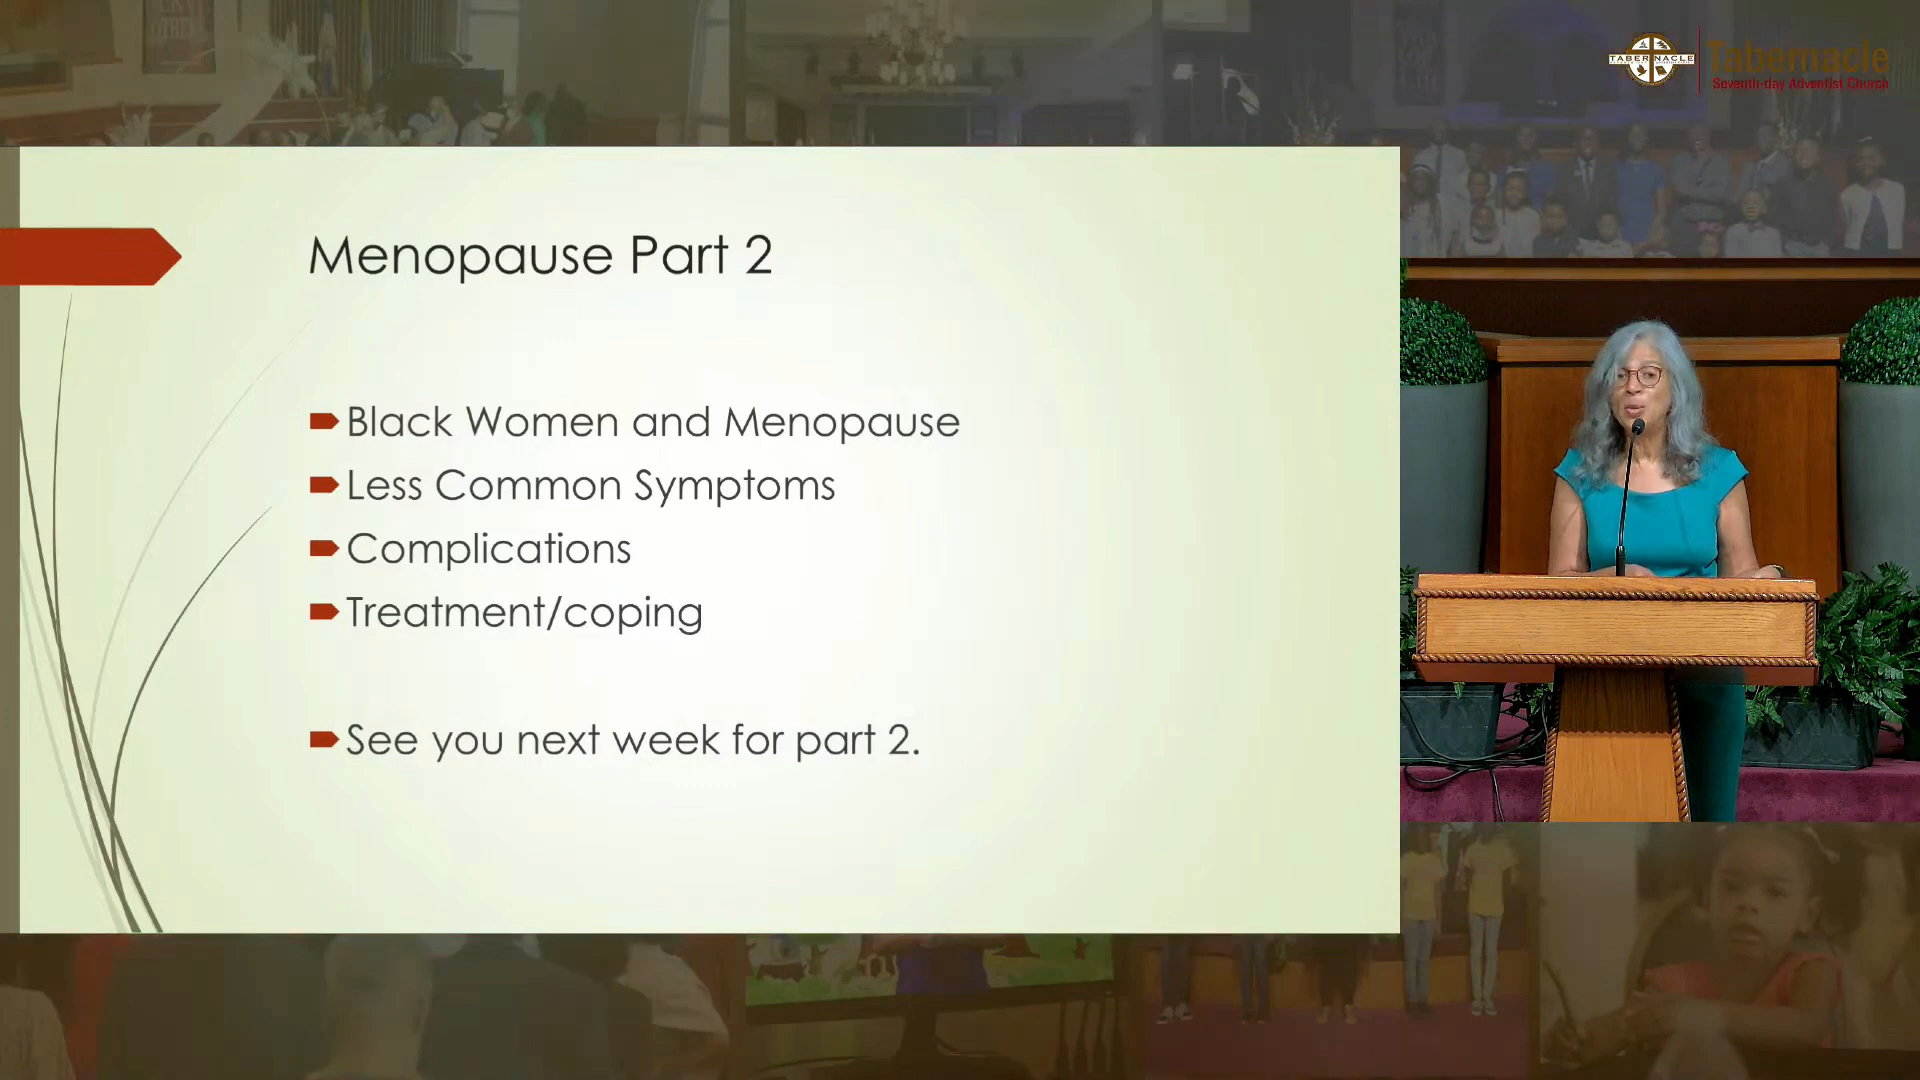 TABERNACLE
Tabernacle
Seventh-day Adventist Church
Menopause Part 2
Black Women and Menopause
Less Common Symptoms
Complications
Treatment/coping
See you next week for part 2.